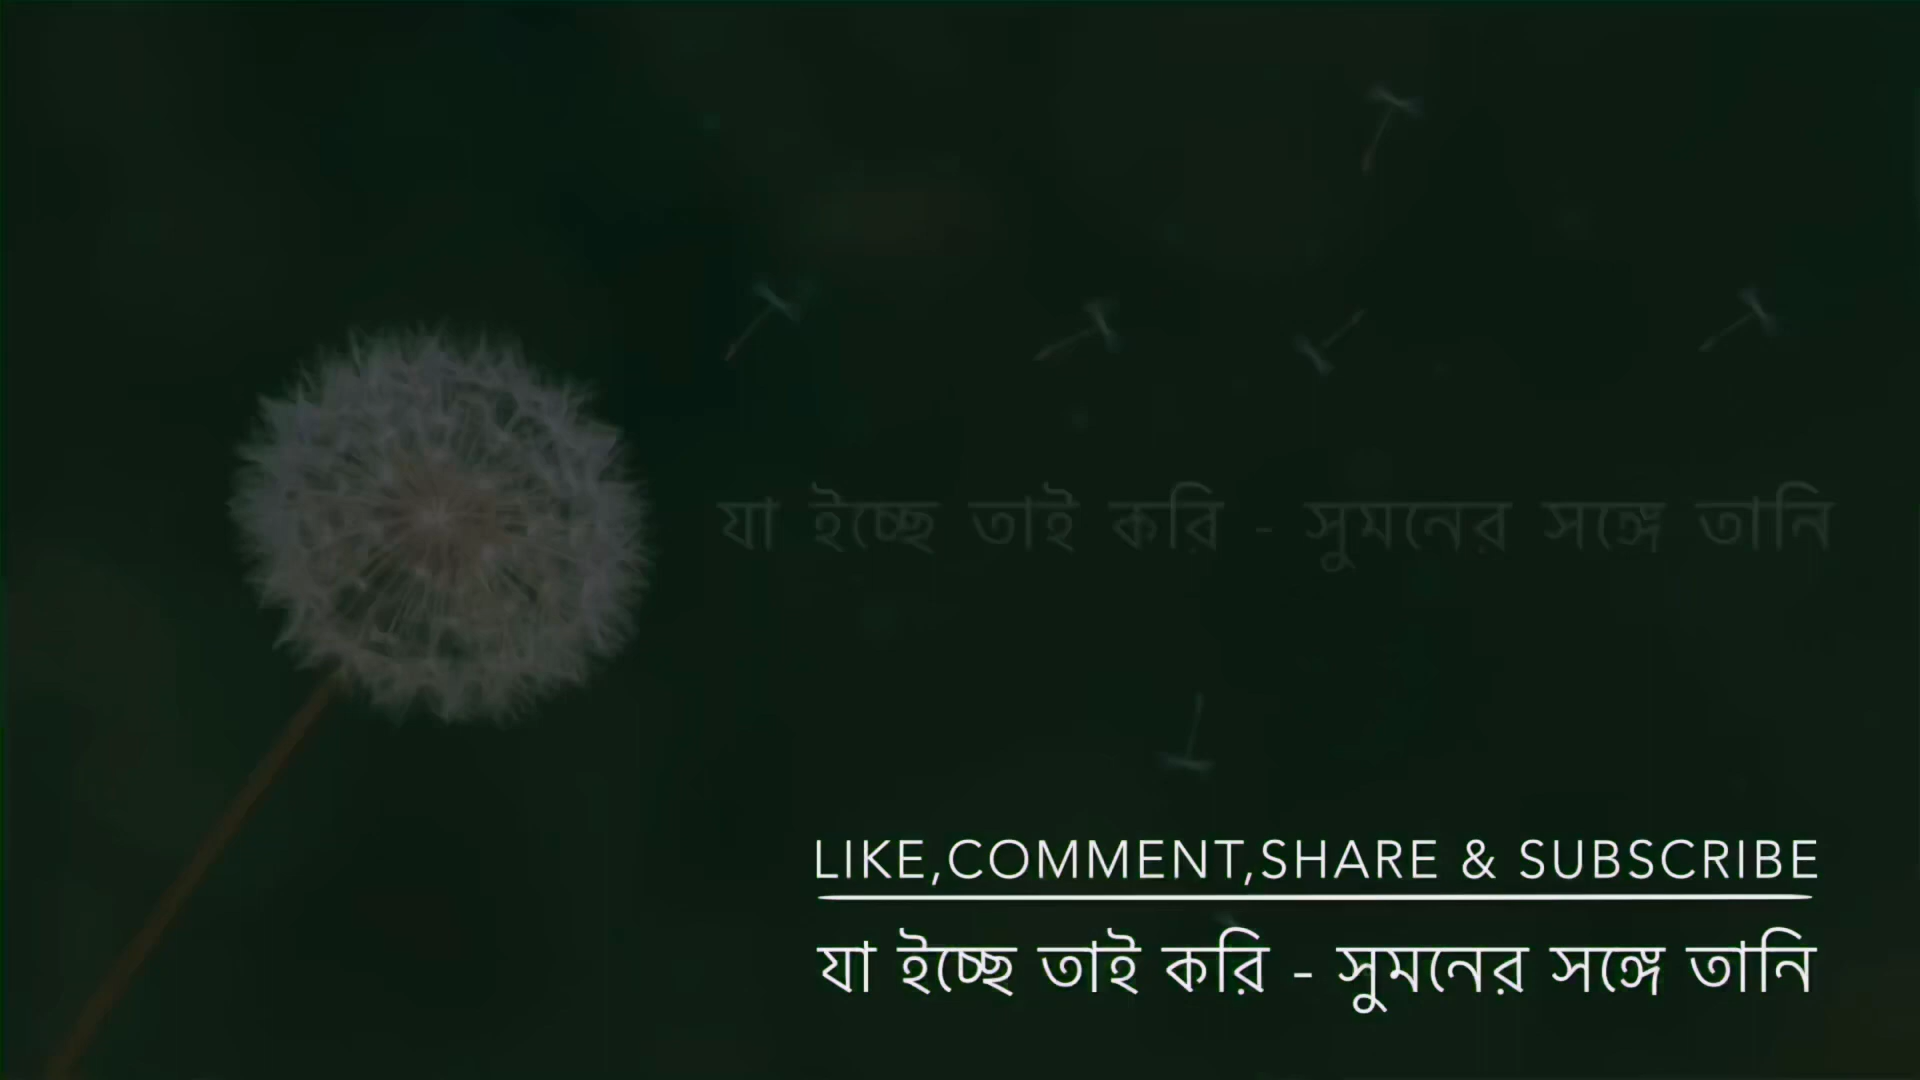 যা ইচ্ছে তাই করি - সুমনের সঙ্গে তানি
LIKE,COMMENT,SHARE & SUBSCRIBE
যা ইচ্ছে তাই করি - সুমনের সঙ্গে তানি